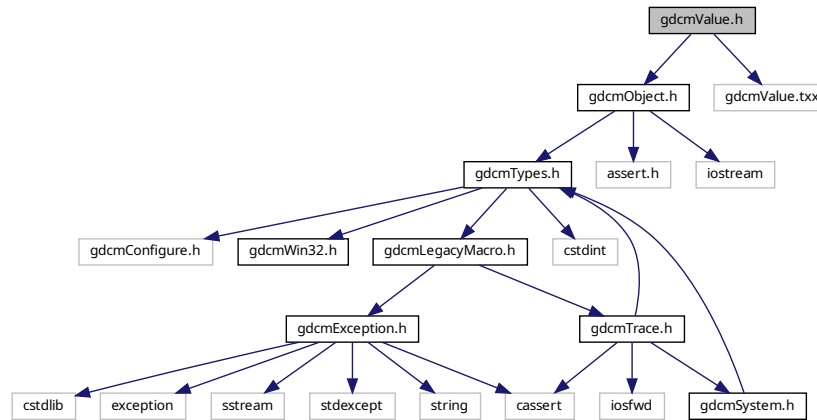 gdcmValue.h
gdcmObject.h
gdcmValue.txx
gdcmTypes.h
assert.h
iostream
gdcmConfigure.h
gdcmWin32.h
gdcmLegacyMacro.h
cstdint
gdcmException.h
gdcmTrace.h
cstdlib
exception
sstream
stdexcept
string
cassert
iosfwd
gdcmSystem.h